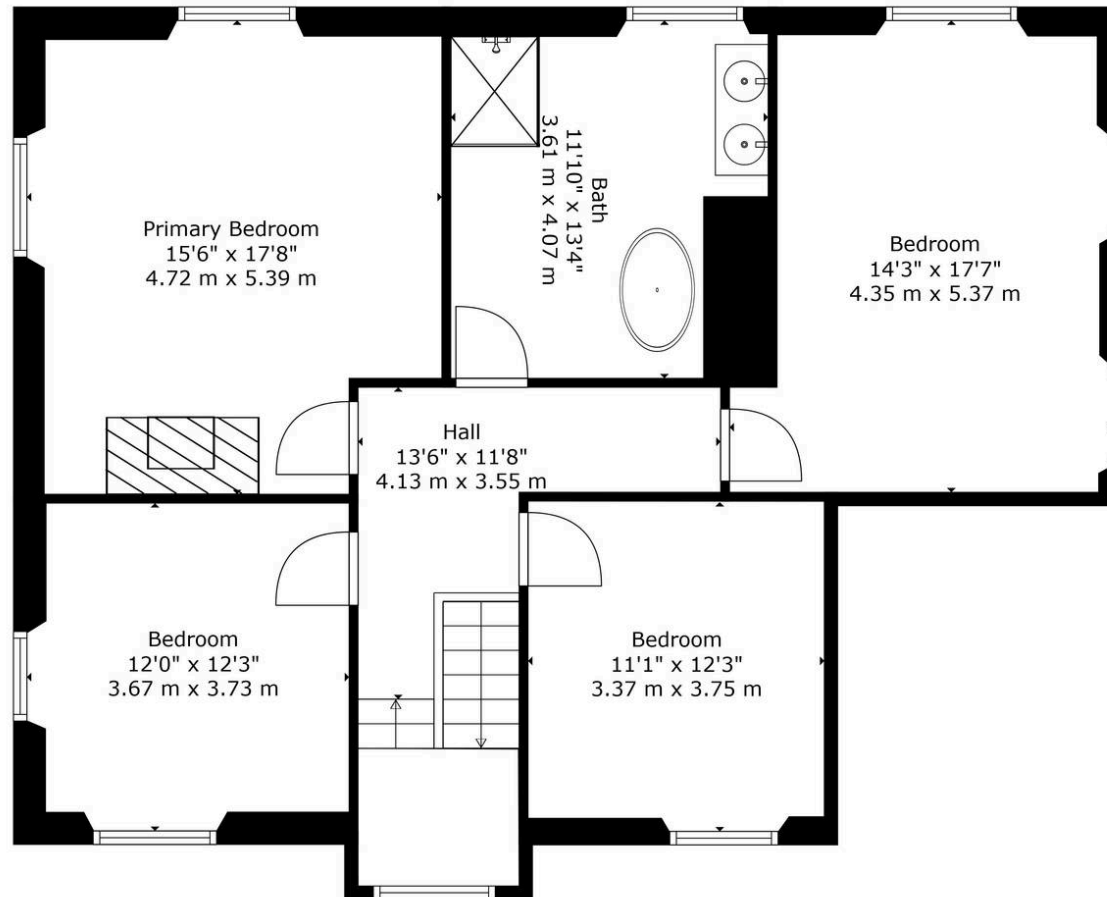 Primary Bedroom
15'6" x 17'8"
4.72 m x 5.39 m
Bath
11'10" x 13'4"
3.61 m x 4.07 m
Bedroom
14'3" x 17'7"
4.35 m x 5.37 m
Hall
13'6" x 11'8"
4.13 m x 3.55 m
Bedroom
12'0" x 12'3"
3.67 m x 3.73 m
Bedroom
11'1" x 12'3"
3.37 m x 3.75 m